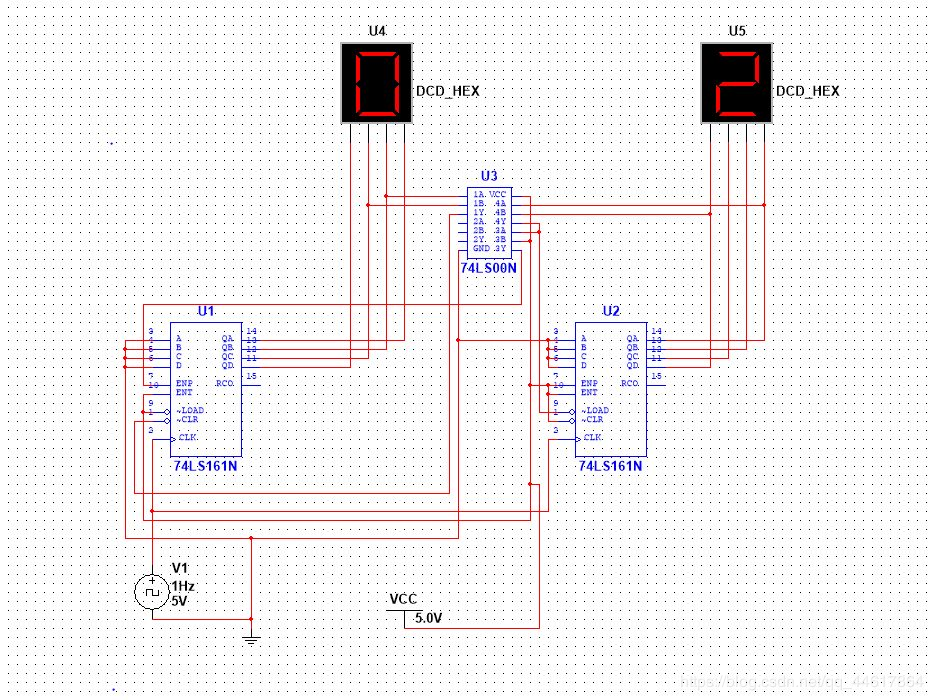 U4
U5
DCD_HEX
DCD_HEX
U3
1A VCC
1B 4A
1Y 4B
2A 4Y
2B 3A
2Y 3B
GND 3Y
74LS00N
U1
3
4
5
6
A
B
C
D
7
10
ENP
ENT
9
1
~LOAD
~CLR
2
CLK
QA
QB
QC
QD
14
13
12
11
RCO
15
74LS161N
U2
3
4
5
6
A
B
C
D
7
10
ENP
ENT
9
1
~LOAD
~CLR
2
CLK
QA
QB
QC
QD
14
13
12
11
RCO
15
74LS161N
V1
1Hz
5V
VCC
5.0V